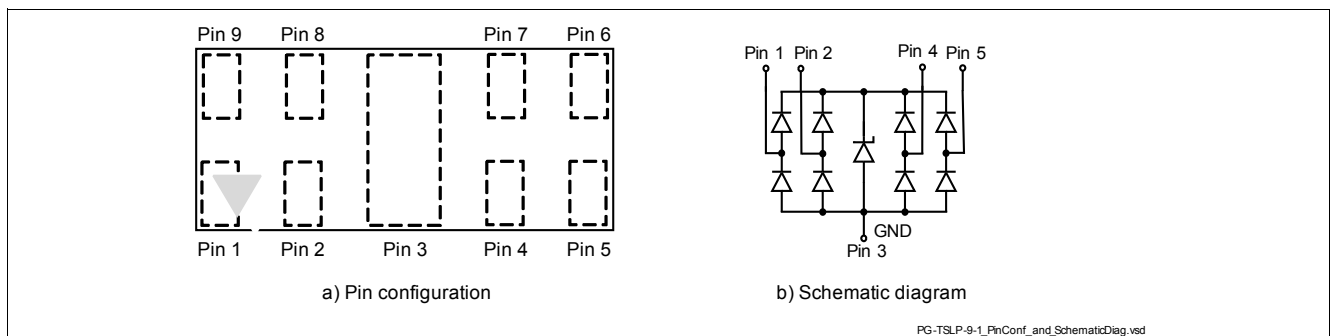 Pin 9 Pin 8 Pin 7 Pin 6
Pin 1 Pin 2 Pin 3 Pin 4 Pin 5
a) Pin configuration
Pin 1 Pin 2 Pin 4 Pin 5
GND
Pin 3
b) Schematic diagram
PG-TSLP-9-1_PinConf_and_SchematicDiag.vsd